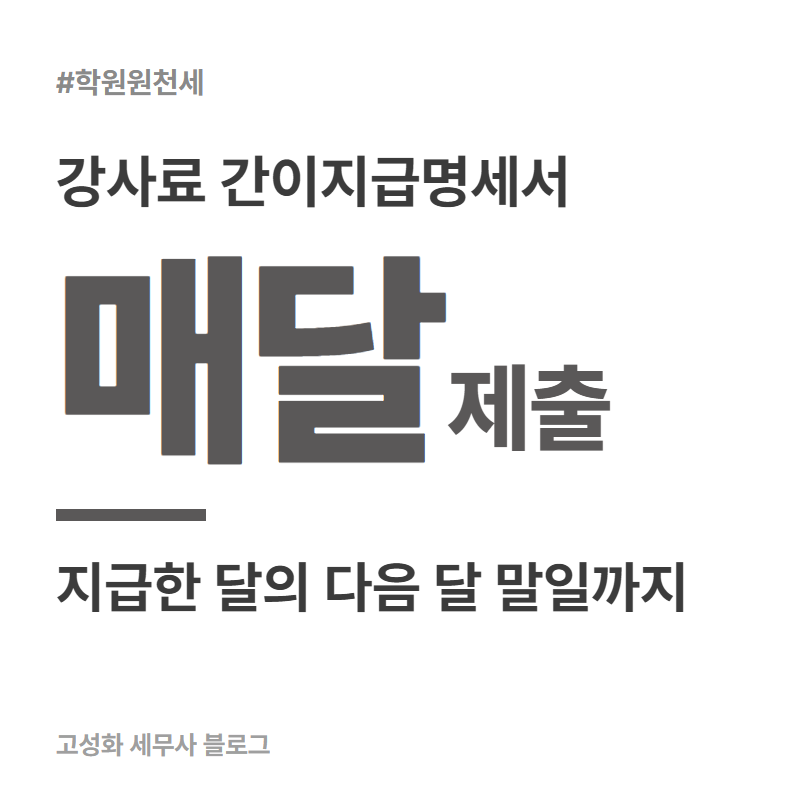 #학원원천세
강사료 간이지급명세서
매달 제출
지급한 달의 다음 달 말일까지
고성화 세무사 블로그